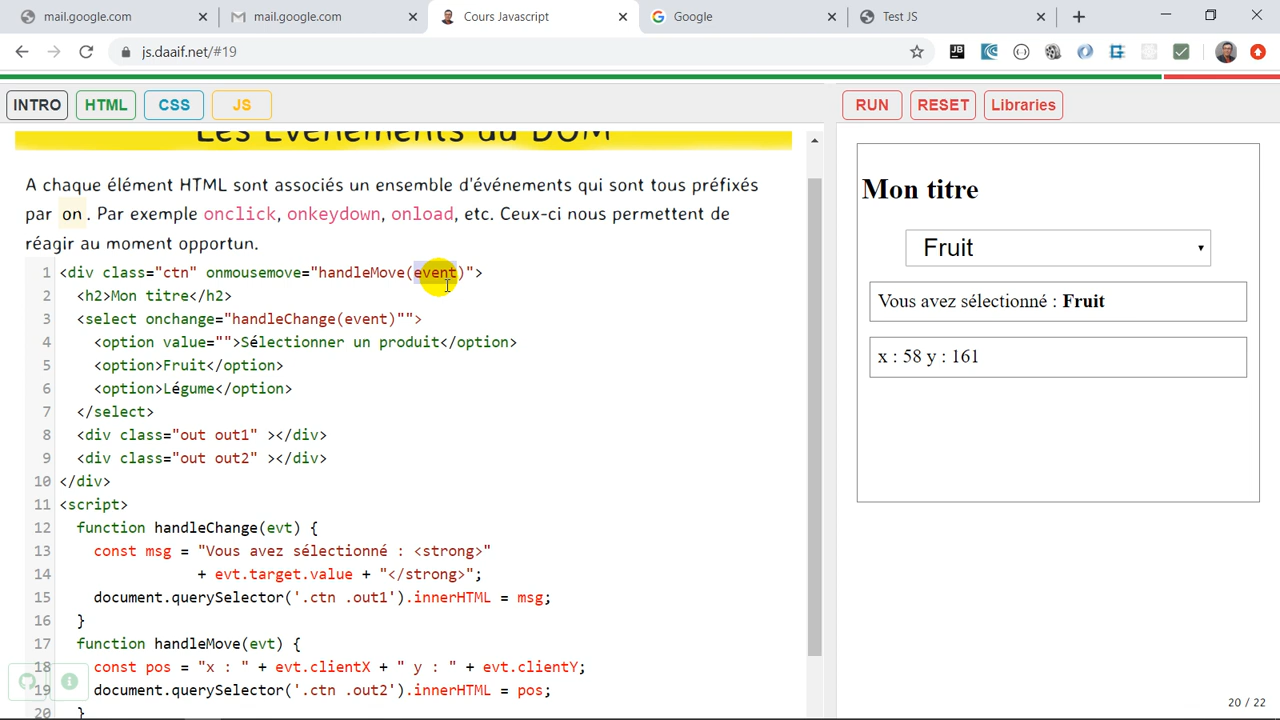 mail.google.com
mail.google.com
Cours Javascript
Google
Test JS
js.daaif.net/#19
JB
INTRO
HTML
CSS
JS
RUN
RESET
Libraries
Les Evénements du DOM
A chaque élément HTML sont associés un ensemble d'événements qui sont tous préfixés
par on. Par exemple onclick, onkeydown, onload, etc. Ceux-ci nous permettent de
réagir au moment opportun.
1 <div class="ctn" onmousemove="handleMove(event)">
2 <h2>Mon titre</h2>
3 <select onchange="handleChange(event)"">
4 <option value="">Sélectionner un produit</option>
5 <option>Fruit</option>
6 <option>Légume</option>
7 </select>
8 <div class="out out1" ></div>
9 <div class="out out2" ></div>
10 </div>
11 <script>
12 function handleChange(evt) {
13 const msg = "Vous avez sélectionné : <strong>"
14 + evt.target.value + "</strong>";
15 document.querySelector('.ctn .out1').innerHTML = msg;
16 }
17 function handleMove(evt) {
18 const pos = "x : " + evt.clientX + " y : " + evt.clientY;
19 document.querySelector('.ctn .out2').innerHTML = pos;
20 }
Mon titre
Fruit
Vous avez sélectionné : Fruit
x : 58 y : 161
20 / 22